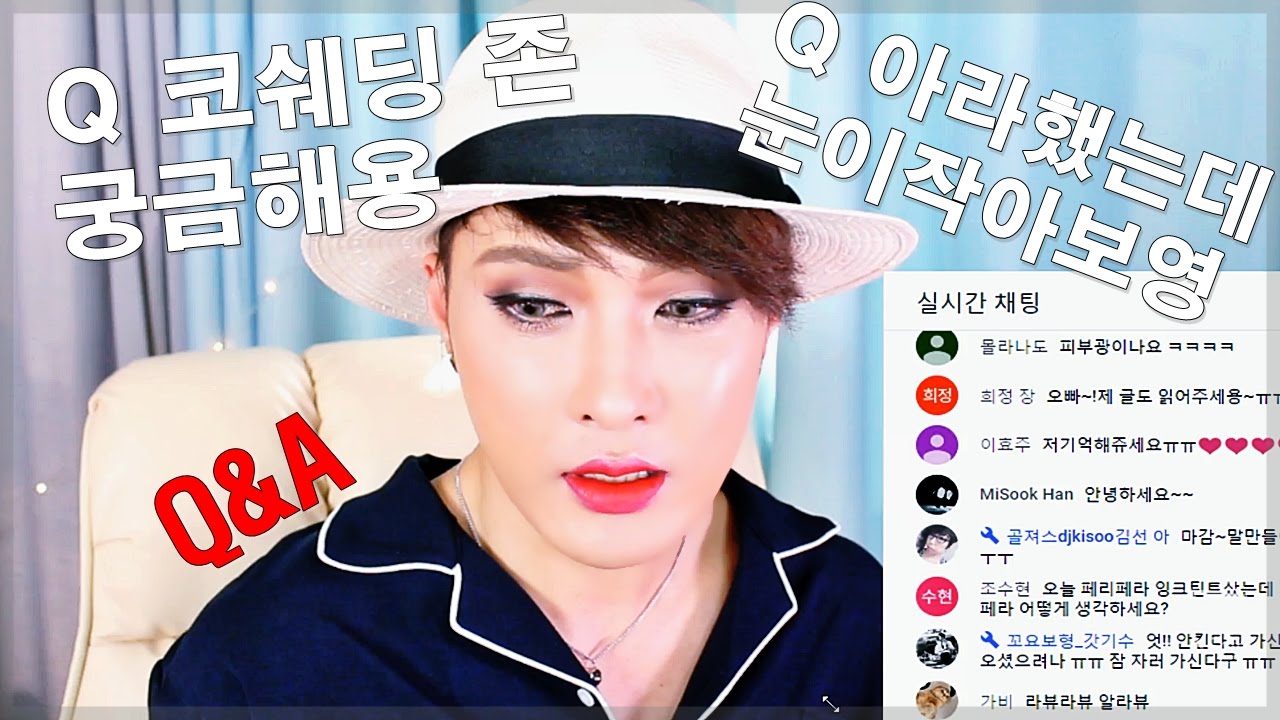 Q 코쉐딩 존
궁금해용
Q 아라했는데
눈이작아보영
Q&A
실시간 채팅
몰라나도 피부광이나요 ㅋㅋㅋㅋ
희정
희정 장 오빠~!제 글도 읽어주세용~ㅠㅠ
이효주 저기억해쥬세요ㅠㅠ❤❤❤
MiSook Han 안녕하세요~~
골져스djkisoo김선 아 마감~말만들
ㅠㅠ
수현
조수현 오늘 페리페라 잉크틴트샀는데
페라 어떻게 생각하세요?
꼬요보형_갓기수 엇!! 안킨다고 가신
오셨으려나 ㅠㅠ 잠 자러 가신다구 ㅠㅠ
가비 라뷰라뷰 알라뷰